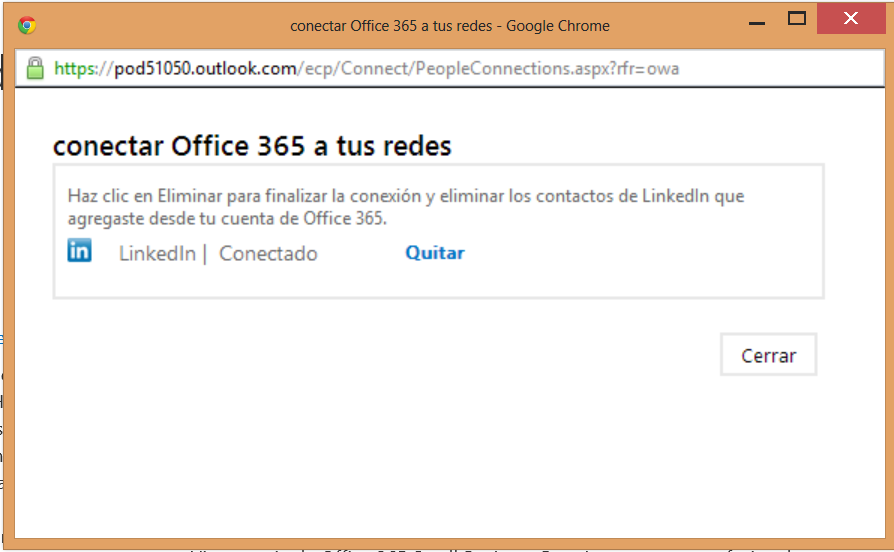 conectar Office 365 a tus redes - Google Chrome
https://pod51050.outlook.com/ecp/Connect/PeopleConnections.aspx?rfr=owa
conectar Office 365 a tus redes
Haz clic en Eliminar para finalizar la conexión y eliminar los contactos de LinkedIn que
agregaste desde tu cuenta de Office 365.
in LinkedIn | Conectado Quitar
Cerrar